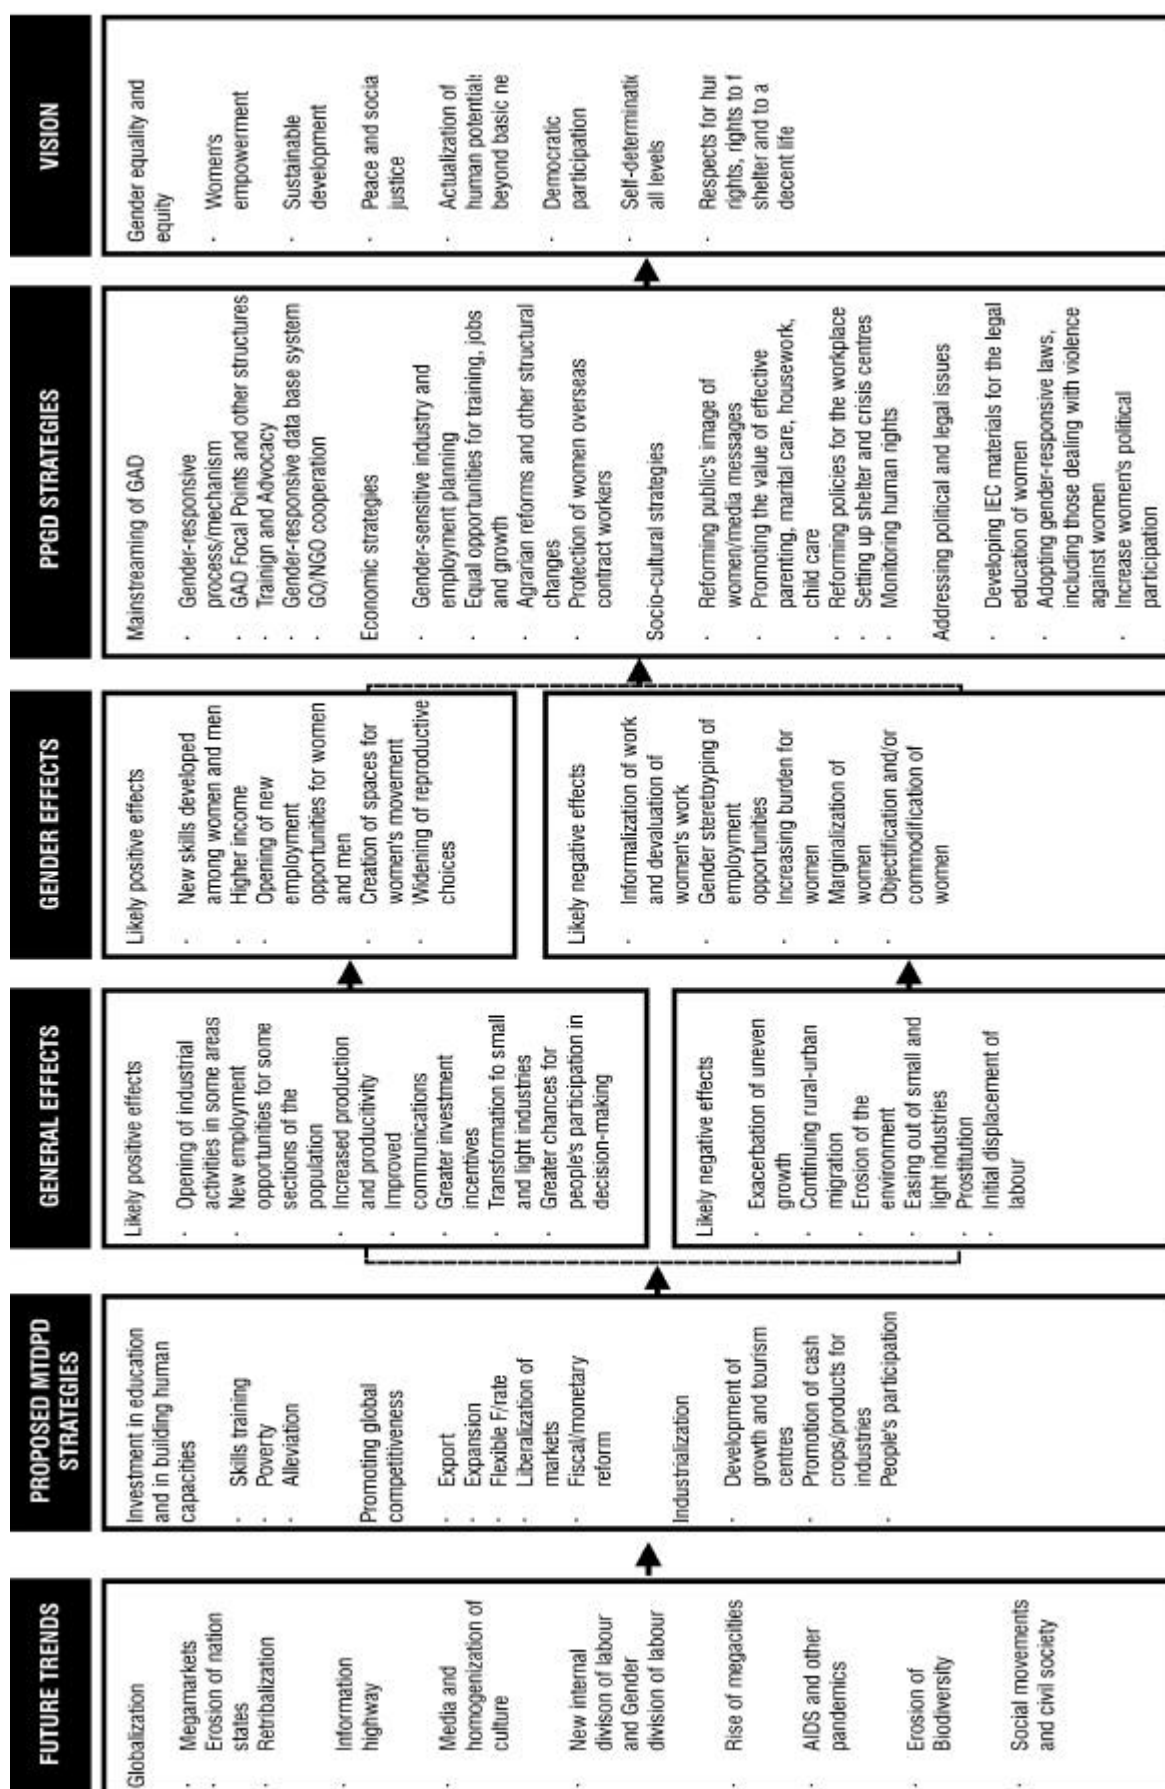 FUTURE TRENDS
Globalization
Megamarkets
Erosion of nation
states
Retribalization
Information
highway
Media and
homogenization of
culture
New internal
divison of labour
and Gender
division of labour
Rise of megacities
AIDS and other
pandemics
Erosion of
Biodiversity
Social movements
and civil society
PROPOSED MTDPD
STRATEGIES
Investment in education
and in building human
capacities
Skills training
Poverty
Alleviation
Promoting global
competitiveness
Export
Expansion
Flexible F/rate
Liberalization of
markets
Fiscal/monetary
reform
Industrialization
Development of
growth and tourism
centres
Promotion of cash
crops/products for
industries
People's participation
GENERAL EFFECTS
Likely positive effects
Opening of industrial
activities in some areas
New employment
opportunities for some
sections of the
population
Increased production
and producitivity
Improved
communications
Greater investment
incentives
Transformation fo small
and light industries
Greater chances for
people's participation in
decision-making
Likely negative effects
Exacerbation of uneven
growth
Continuing rural-urban
migration
Erosion of the
environment
Easing out of small and
light industries
Prostitution
Initial displacement of
labour
GENDER EFFECTS
Likely positive effects
New skills developed
among women and men
Higher income
Opening of new
employment
opportunities for women
and men
Creation of spaces for
women's movement
Widening of reproductive
choices
Likely negative effects
Informalization of work
and devaluation of
women's work
Gender steretoyping of
employment
opportunities
Increasing burden for
women
Marginalization of
women
Objectification and/or
commodification of
women
PPGD STRATEGIES
Mainstreaming of GAD
Gender-responsive
process/mechanism
GAD Focal Points and other structures
Trainign and Advocacy
Gender-responsive data base system
GO/NGO cooperation
Economic strategies
Gender-sensitive industry and
employment planning
Equal opportunities for training, jobs
and growth
Agrarian reforms and other structural
changes
Protection of women overseas
contract workers
Socio-cultural strategies
Reforming public's image of
women/media messages
Promoting the value of effective
parenting, marital care, housework,
child care
Reforming policies for the workplace
Setting up shelter and crisis centres
Monitoring human rights
Addressing political and legal issues
Developing IEC materials for the legal
education of women
Adopting gender-responsive laws,
including those dealing with violence
against women
Increase women's political
participation
VISION
Gender equality and
equity
Women's
empowerment
Sustainable
development
Peace and socia
justice
Actualization of
human potential
beyond basic ne
Democratic
participation
Self-determinati
all levels
Respects for hu
rights, rights to f
shelter and to a
decent life